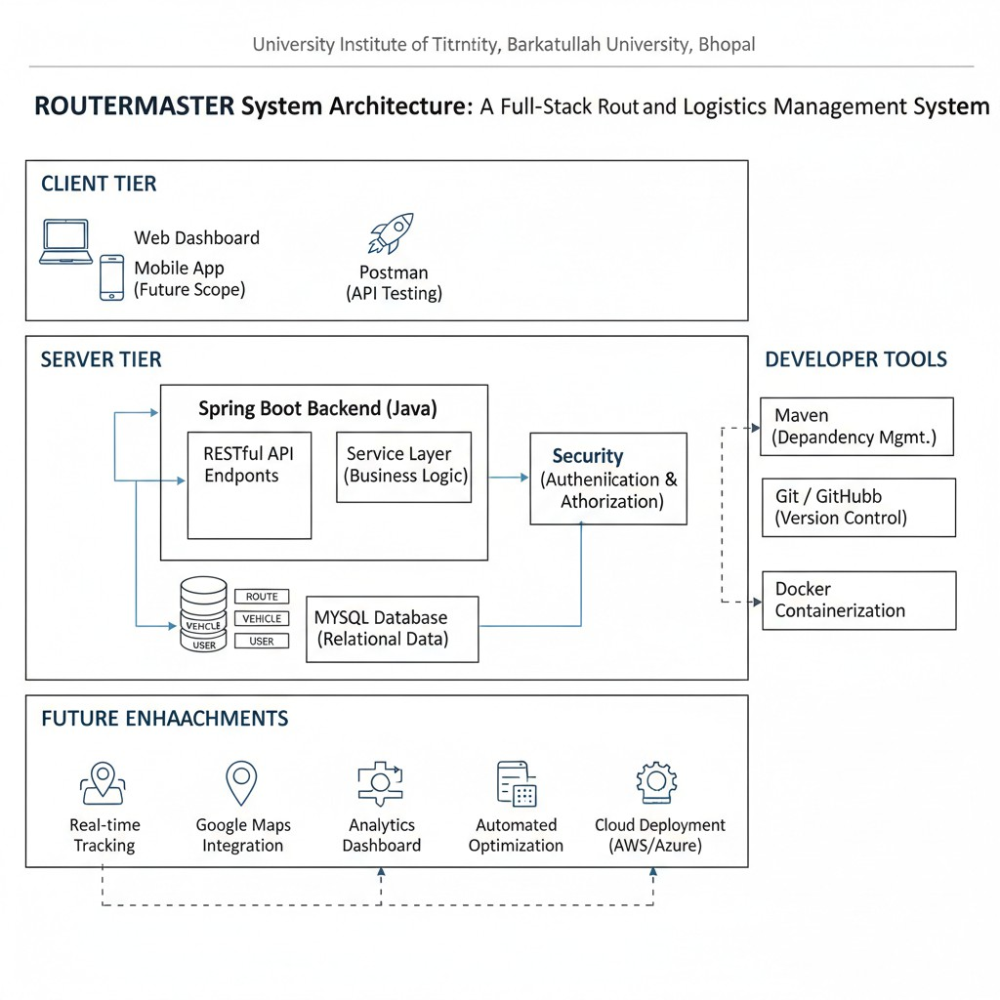 University Institute of Titrntity, Barkatullah University, Bhopal
ROUTERMASTER System Architecture: A Full-Stack Rout and Logistics Management System
CLIENT TIER
Web Dashboard
Mobile App
(Future Scope)
Postman
(API Testing)
SERVER TIER
Spring Boot Backend (Java)
RESTful API
Endponts
Service Layer
(Business Logic)
Security
(Autheniication &
Athorization)
VEHCLE
USER
ROUTE
VEHICLE
USER
MYSQL Database
(Relational Data)
DEVELOPER TOOLS
Maven
(Depandency Mgmt.)
Git / GitHubb
(Version Control)
Docker
Containerization
FUTURE ENHAACHMENTS
Real-time
Tracking
Google Maps
Integration
Analytics
Dashboard
Automated
Optimization
Cloud Deployment
(AWS/Azure)